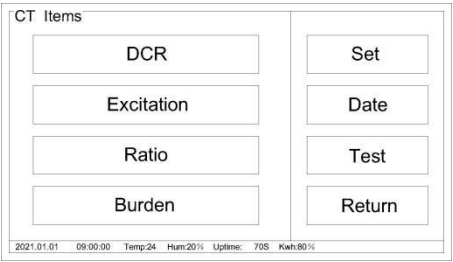 CT Items
DCR
Excitation
Ratio
Burden
Set
Date
Test
Return
2021.01.01 09:00:00 Temp:24 Hum:20% Uptime: 70S Kwh:80%